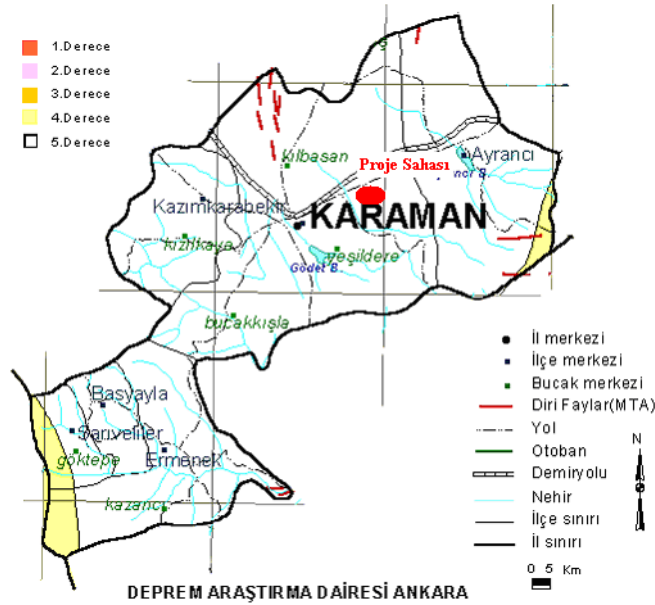 1.Derece
2.Derece
3.Derece
4.Derece
5.Derece
kılbasan
Proje Sahası
Ayrancı
Kazımkarabekir
KARAMAN
kızılkaya
yeşildere
Gödet B.
bucakkışla
Başyayla
Sarıveliler
göktepe
Ermenek
kazancı
İl merkezi
İlçe merkezi
Bucak merkezi
Diri Faylar(MTA)
Yol
Otoban
Demiryolu
Nehir
İlçe sınırı
İl sınırı
N
0 5 Km
DEPREM ARAŞTIRMA DAİRESİ ANKARA